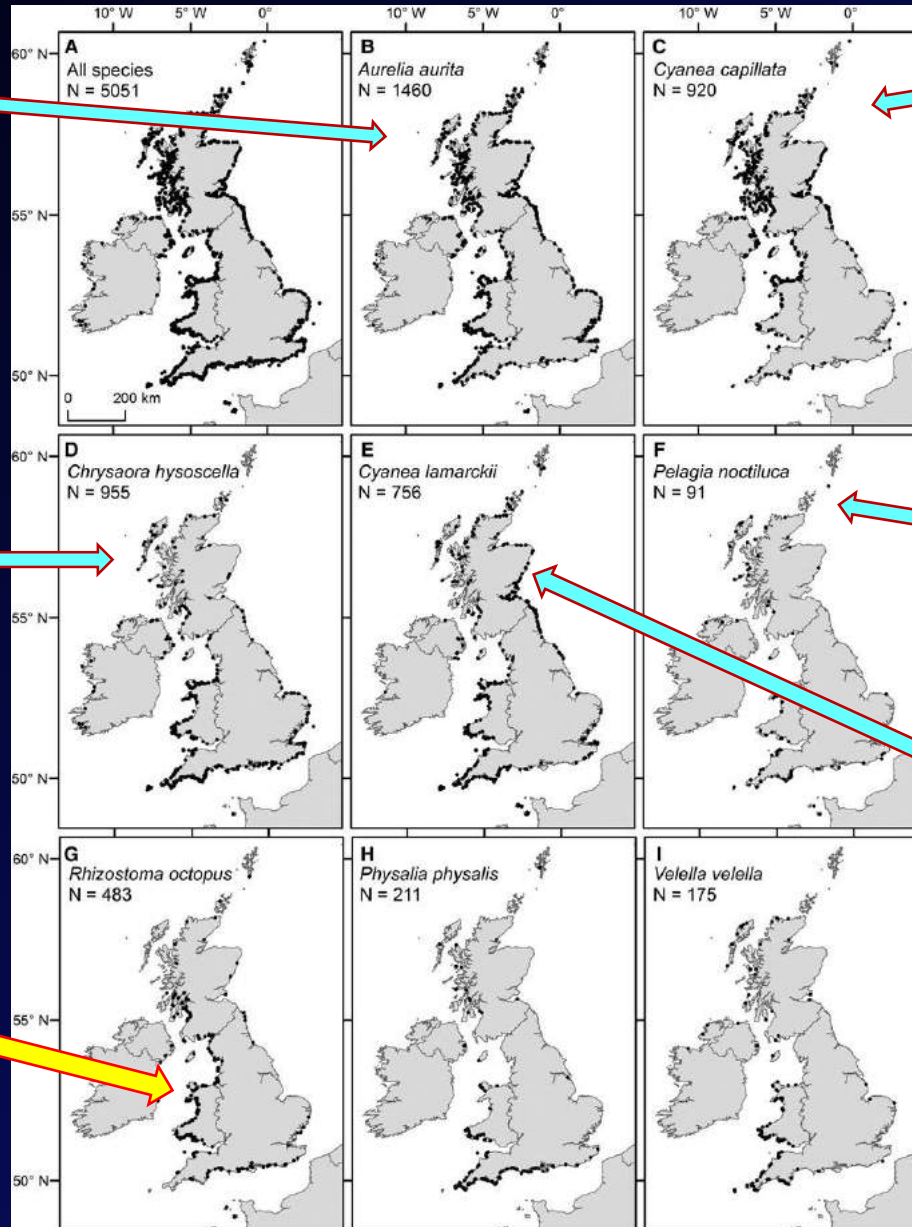 10° W 5° W 0° 10° W 5° W 0° 10° W 5° W 0°
60° N
55° N
50° N
A
All species
N = 5051
0 200 km
B
Aurelia aurita
N = 1460
C
Cyanea capillata
N = 920
60° N
55° N
50° N
D
Chrysaora hysoscella
N = 955
E
Cyanea lamarckii
N = 756
F
Pelagia noctiluca
N = 91
60° N
55° N
50° N
G
Rhizostoma octopus
N = 483
H
Physalia physalis
N = 211
I
Velella velella
N = 175